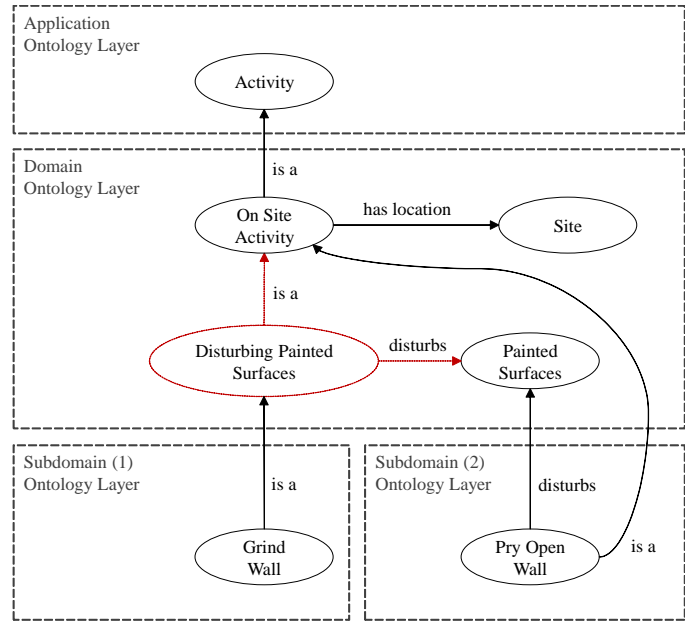 Application
Ontology Layer
Activity
is a
Domain
Ontology Layer
On Site
Activity
has location
Site
is a
Disturbing Painted
Surfaces
disturbs
Painted
Surfaces
Subdomain (1)
Ontology Layer
is a
Grind
Wall
Subdomain (2)
Ontology Layer
disturbs
Pry Open
Wall
is a